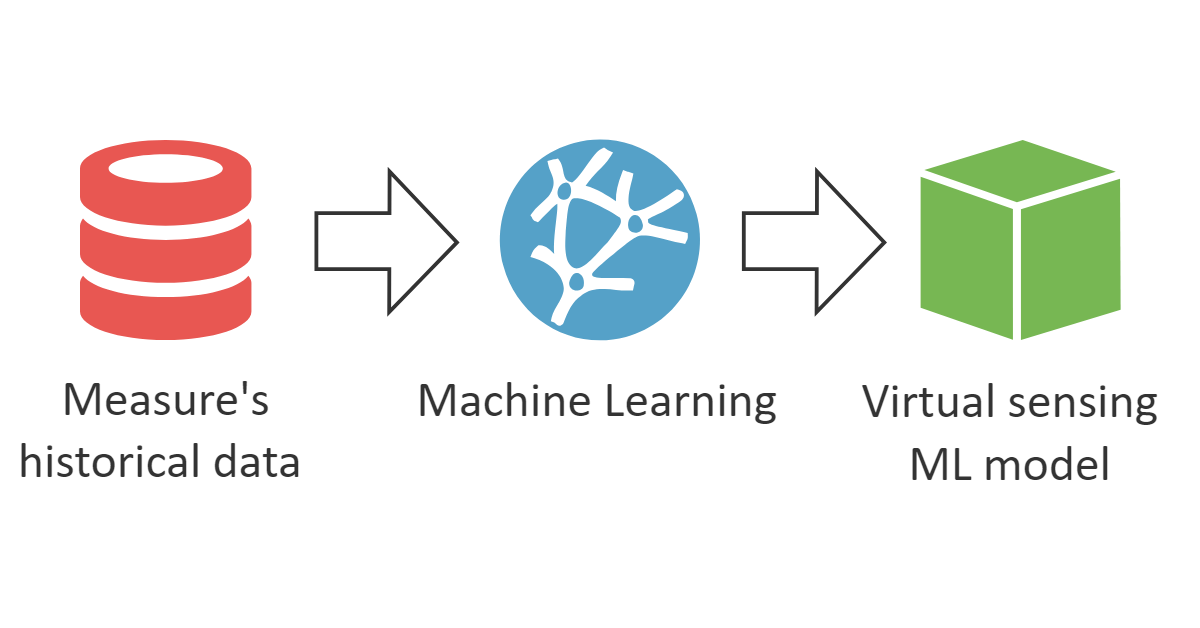 Measure's
historical data
Machine Learning
Virtual sensing
ML model